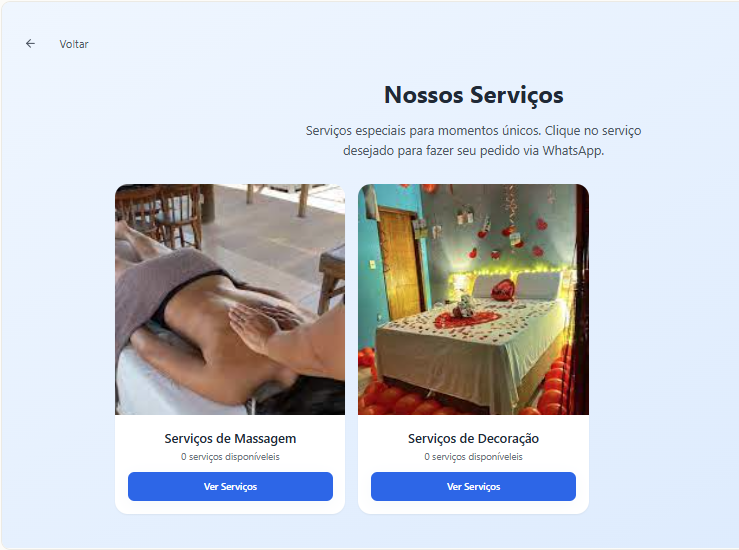 Voltar
Nossos Serviços
Serviços especiais para momentos únicos. Clique no serviço
desejado para fazer seu pedido via WhatsApp.
Serviços de Massagem
0 serviços disponíveleis
Ver Serviços
Serviços de Decoração
0 serviços disponíveleis
Ver Serviços